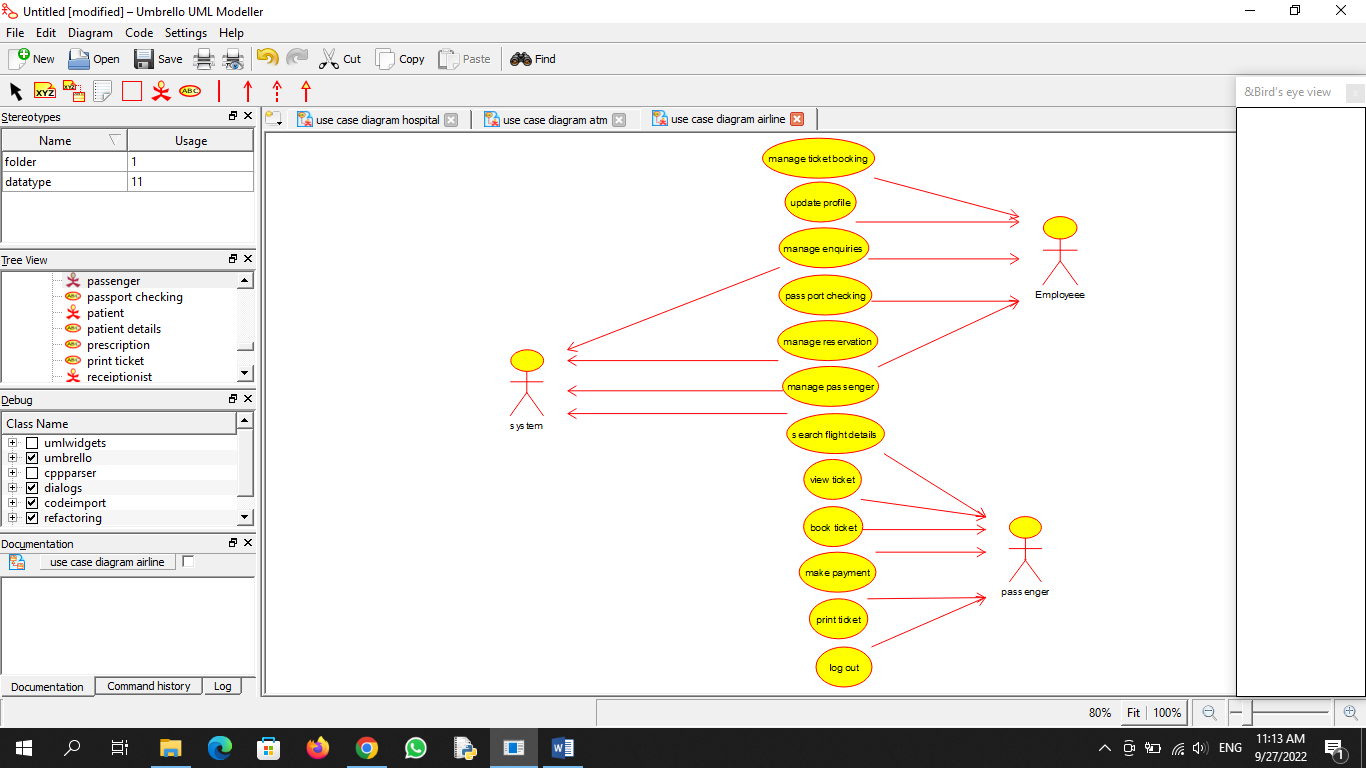 Untitled [modified] – Umbrello UML Modeller
File Edit Diagram Code Settings Help
New Open Save Cut Copy Paste Find
XYZ XYZ ABC
&Bird's eye view
Stereotypes
Name Usage
folder 1
datatype 11
Tree View
passenger
passport checking
patient
patient details
prescription
print ticket
receiptionist
Debug
Class Name
umlwidgets
umbrello
cppparser
dialogs
codeimport
refactoring
Documentation
use case diagram airline
Documentation Command history Log
use case diagram hospital use case diagram atm use case diagram airline
manage ticket booking
update profile
manage enquiries
passport checking
manage reservation
manage passenger
search flight details
view ticket
book ticket
make payment
print ticket
log out
Employeee
system
passenger
80% Fit 100%
ENG
11:13 AM
9/27/2022
1